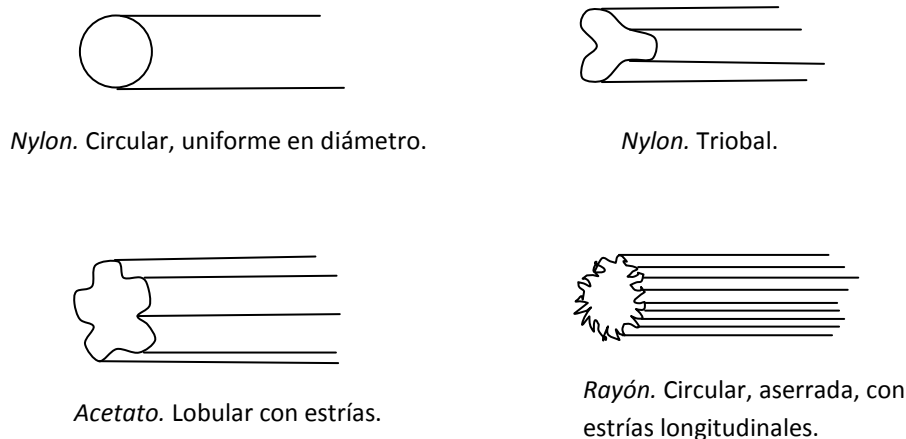 Nylon. Circular, uniforme en diámetro.
Nylon. Triobal.
Acetato. Lobular con estrías.
Rayón. Circular, aserrada, con
estrías longitudinales.